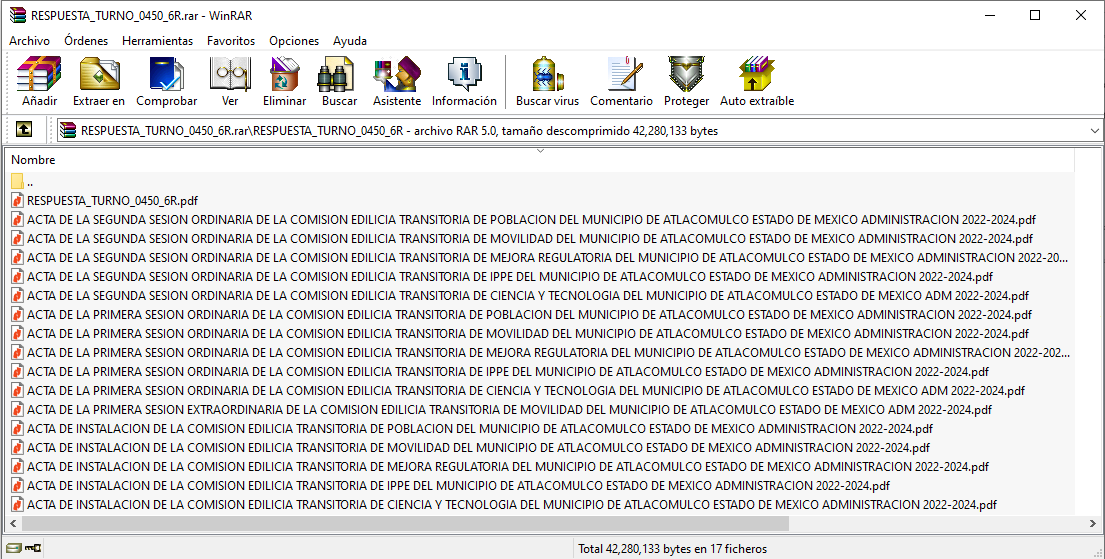 RESPUESTA_TURNO_0450_6R.rar - WinRAR
Archivo Órdenes Herramientas Favoritos Opciones Ayuda
Añadir Extraer en Comprobar Ver Eliminar Buscar Asistente Información Buscar virus Comentario Proteger Auto extraíble
RESPUESTA_TURNO_0450_6R.rar\RESPUESTA_TURNO_0450_6R - archivo RAR 5.0, tamaño descomprimido 42,280,133 bytes
Nombre
..
RESPUESTA_TURNO_0450_6R.pdf
ACTA DE LA SEGUNDA SESION ORDINARIA DE LA COMISION EDILICIA TRANSITORIA DE POBLACION DEL MUNICIPIO DE ATLACOMULCO ESTADO DE MEXICO ADMINISTRACION 2022-2024.pdf
ACTA DE LA SEGUNDA SESION ORDINARIA DE LA COMISION EDILICIA TRANSITORIA DE MOVILIDAD DEL MUNICIPIO DE ATLACOMULCO ESTADO DE MEXICO ADMINISTRACION 2022-2024.pdf
ACTA DE LA SEGUNDA SESION ORDINARIA DE LA COMISION EDILICIA TRANSITORIA DE MEJORA REGULATORIA DEL MUNICIPIO DE ATLACOMULCO ESTADO DE MEXICO ADMINISTRACION 2022-20...
ACTA DE LA SEGUNDA SESION ORDINARIA DE LA COMISION EDILICIA TRANSITORIA DE IPPE DEL MUNICIPIO DE ATLACOMULCO ESTADO DE MEXICO ADMINISTRACION 2022-2024.pdf
ACTA DE LA SEGUNDA SESION ORDINARIA DE LA COMISION EDILICIA TRANSITORIA DE CIENCIA Y TECNOLOGIA DEL MUNICIPIO DE ATLACOMULCO ESTADO DE MEXICO ADM 2022-2024.pdf
ACTA DE LA PRIMERA SESION ORDINARIA DE LA COMISION EDILICIA TRANSITORIA DE POBLACION DEL MUNICIPIO DE ATLACOMULCO ESTADO DE MEXICO ADMINISTRACION 2022-2024.pdf
ACTA DE LA PRIMERA SESION ORDINARIA DE LA COMISION EDILICIA TRANSITORIA DE MOVILIDAD DEL MUNICIPIO DE ATLACOMULCO ESTADO DE MEXICO ADMINISTRACION 2022-2024.pdf
ACTA DE LA PRIMERA SESION ORDINARIA DE LA COMISION EDILICIA TRANSITORIA DE MEJORA REGULATORIA DEL MUNICIPIO DE ATLACOMULCO ESTADO DE MEXICO ADMINISTRACION 2022-202...
ACTA DE LA PRIMERA SESION ORDINARIA DE LA COMISION EDILICIA TRANSITORIA DE IPPE DEL MUNICIPIO DE ATLACOMULCO ESTADO DE MEXICO ADMINISTRACION 2022-2024.pdf
ACTA DE LA PRIMERA SESION ORDINARIA DE LA COMISION EDILICIA TRANSITORIA DE CIENCIA Y TECNOLOGIA DEL MUNICIPIO DE ATLACOMULCO ESTADO DE MEXICO ADM 2022-2024.pdf
ACTA DE LA PRIMERA SESION EXTRAORDINARIA DE LA COMISION EDILICIA TRANSITORIA DE MOVILIDAD DEL MUNICIPIO DE ATLACOMULCO ESTADO DE MEXICO ADM 2022-2024.pdf
ACTA DE INSTALACION DE LA COMISION EDILICIA TRANSITORIA DE POBLACION DEL MUNICIPIO DE ATLACOMULCO ESTADO DE MEXICO ADMINISTRACION 2022-2024.pdf
ACTA DE INSTALACION DE LA COMISION EDILICIA TRANSITORIA DE MOVILIDAD DEL MUNICIPIO DE ATLACOMULCO ESTADO DE MEXICO ADMINISTRACION 2022-2024.pdf
ACTA DE INSTALACION DE LA COMISION EDILICIA TRANSITORIA DE MEJORA REGULATORIA DEL MUNICIPIO DE ATLACOMULCO ESTADO DE MEXICO ADMINISTRACION 2022-2024.pdf
ACTA DE INSTALACION DE LA COMISION EDILICIA TRANSITORIA DE IPPE DEL MUNICIPIO DE ATLACOMULCO ESTADO DE MEXICO ADMINISTRACION 2022-2024.pdf
ACTA DE INSTALACION DE LA COMISION EDILICIA TRANSITORIA DE CIENCIA Y TECNOLOGIA DEL MUNICIPIO DE ATLACOMULCO ESTADO DE MEXICO ADMINISTRACION 2022-2024.pdf
Total 42,280,133 bytes en 17 ficheros